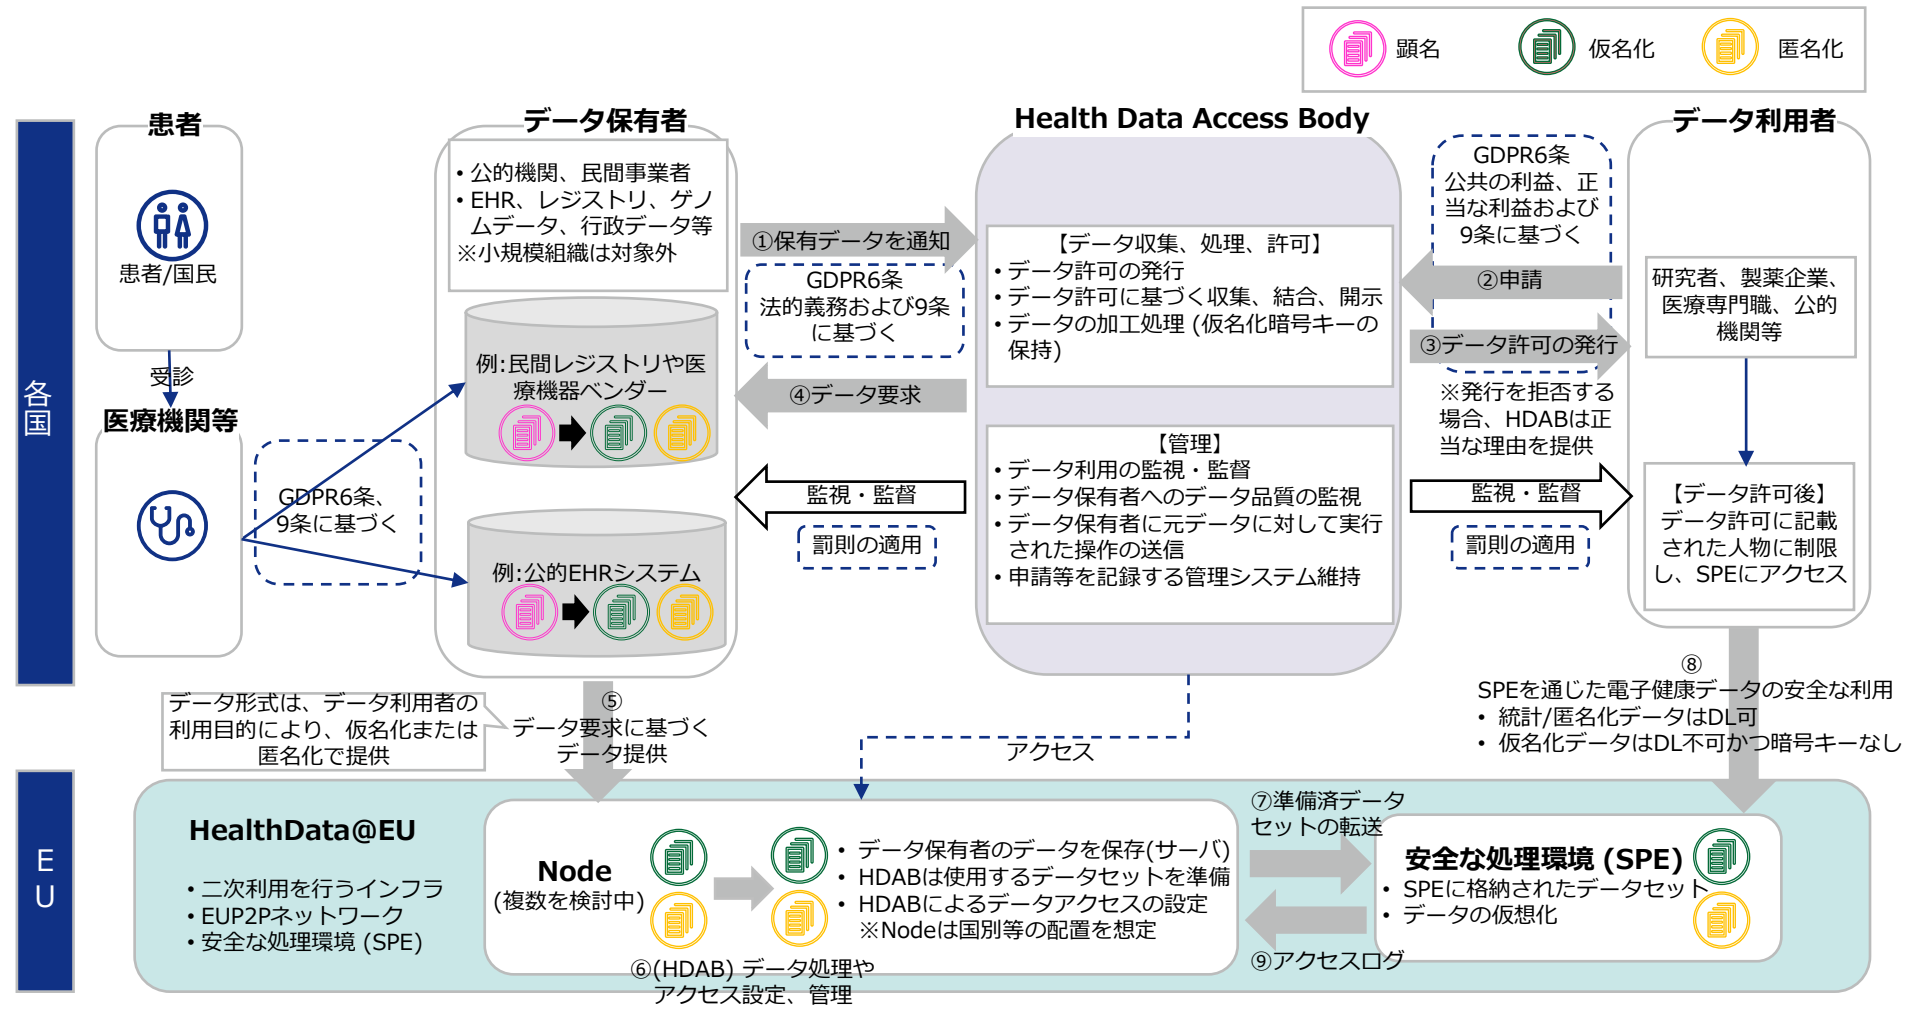 顕名
仮名化
匿名化
各国
患者
患者/国民
受診
医療機関等
GDPR6条、
9条に基づく
データ保有者
• 公的機関、民間事業者
• EHR、レジストリ、ゲノ
ムデータ、行政データ等
※小規模組織は対象外
例:民間レジストリや医
療機器ベンダー
例:公的EHRシステム
①保有データを通知
GDPR6条
法的義務および9条
に基づく
④データ要求
監視・監督
罰則の適用
Health Data Access Body
【データ収集、処理、許可】
• データ許可の発行
• データ許可に基づく収集、結合、開示
• データの加工処理 (仮名化暗号キーの
保持)
【管理】
• データ利用の監視・監督
• データ保有者へのデータ品質の監視
• データ保有者に元データに対して実行
された操作の送信
• 申請等を記録する管理システム維持
GDPR6条
公共の利益、正
当な利益および
9条に基づく
②申請
③データ許可の発行
※発行を拒否する
場合、HDABは正
当な理由を提供
監視・監督
罰則の適用
データ利用者
研究者、製薬企業、
医療専門職、公的
機関等
【データ許可後】
データ許可に記載
された人物に制限
し、SPEにアクセス
データ形式は、データ利用者の
利用目的により、仮名化または
匿名化で提供
⑤
データ要求に基づく
データ提供
アクセス
⑧
SPEを通じた電子健康データの安全な利用
• 統計/匿名化データはDL可
• 仮名化データはDL不可かつ暗号キーなし
EU
HealthData@EU
• 二次利用を行うインフラ
• EUP2Pネットワーク
• 安全な処理環境 (SPE)
Node
(複数を検討中)
• データ保有者のデータを保存(サーバ)
• HDABは使用するデータセットを準備
• HDABによるデータアクセスの設定
※Nodeは国別等の配置を想定
⑥(HDAB) データ処理や
アクセス設定、管理
⑦準備済データ
セットの転送
⑨アクセスログ
安全な処理環境 (SPE)
• SPEに格納されたデータセット
• データの仮想化